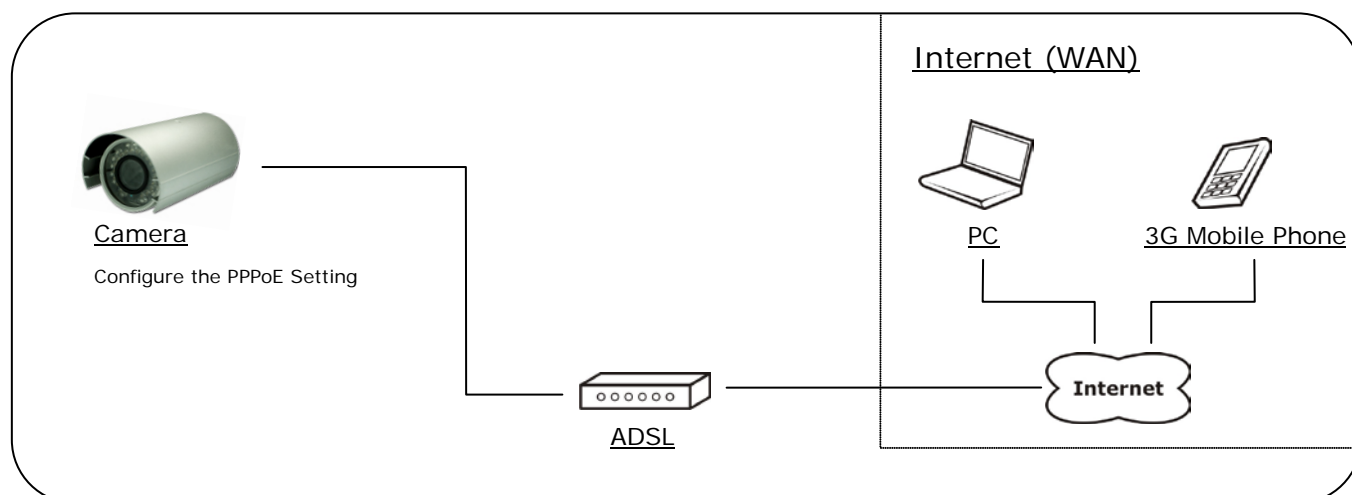 Internet (WAN)
Camera
Configure the PPPoE Setting
PC
3G Mobile Phone
Internet
ADSL